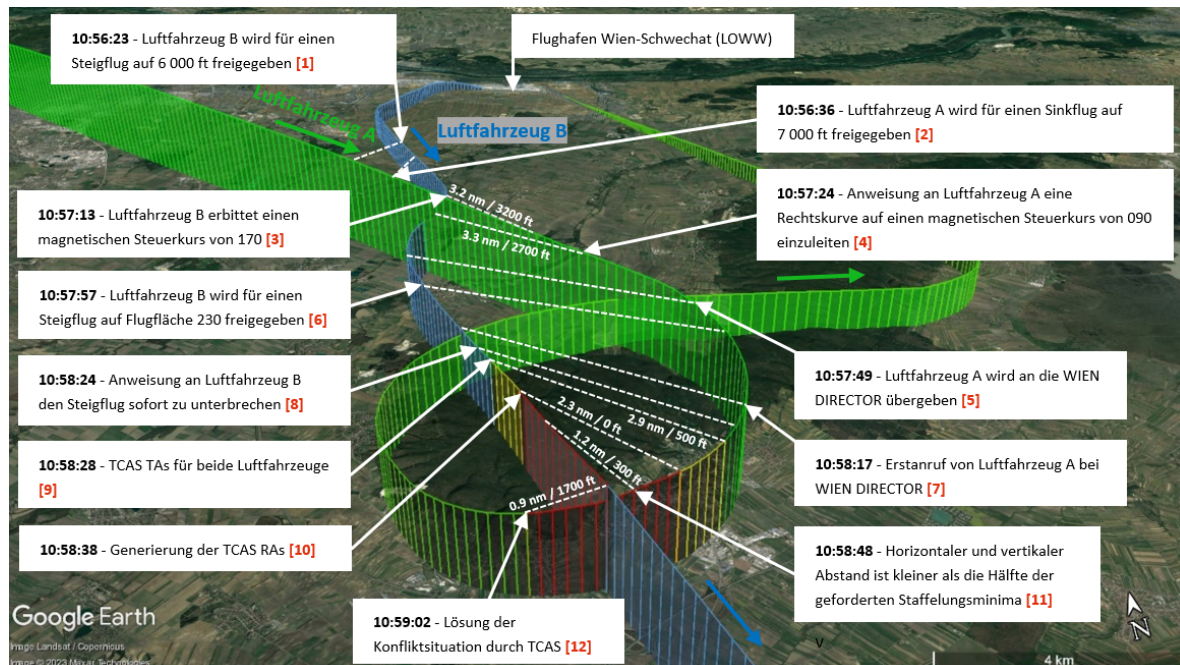 10:56:23 - Luftfahrzeug B wird für einen
Steigflug auf 6 000 ft freigegeben [1]
Flughafen Wien-Schwechat (LOWW)
Luftfahrzeug A
Luftfahrzeug B
10:56:36 - Luftfahrzeug A wird für einen Sinkflug auf
7 000 ft freigegeben [2]
10:57:13 - Luftfahrzeug B erbittet einen
magnetischen Steuerkurs von 170 [3]
3.2 nm / 3200 ft
3.3 nm / 2700 ft
10:57:24 - Anweisung an Luftfahrzeug A eine
Rechtskurve auf einen magnetischen Steuerkurs von 090
einzuleiten [4]
10:57:57 - Luftfahrzeug B wird für einen
Steigflug auf Flugfläche 230 freigegeben [6]
10:58:24 - Anweisung an Luftfahrzeug B
den Steigflug sofort zu unterbrechen [8]
10:57:49 - Luftfahrzeug A wird an die WIEN
DIRECTOR übergeben [5]
2.9 nm / 500 ft
2.3 nm / 0 ft
1.2 nm / 300 ft
0.9 nm / 1700 ft
10:58:28 - TCAS TAs für beide Luftfahrzeuge
[9]
10:58:17 - Erstanruf von Luftfahrzeug A bei
WIEN DIRECTOR [7]
10:58:38 - Generierung der TCAS RAs [10]
10:58:48 - Horizontaler und vertikaler
Abstand ist kleiner als die Hälfte der
geforderten Staffelungsminima [11]
10:59:02 - Lösung der
Konfliktsituation durch TCAS [12]
Google Earth
Image Landsat / Copernicus
Image © 2023 Maxar Technologies
V
N
4 km